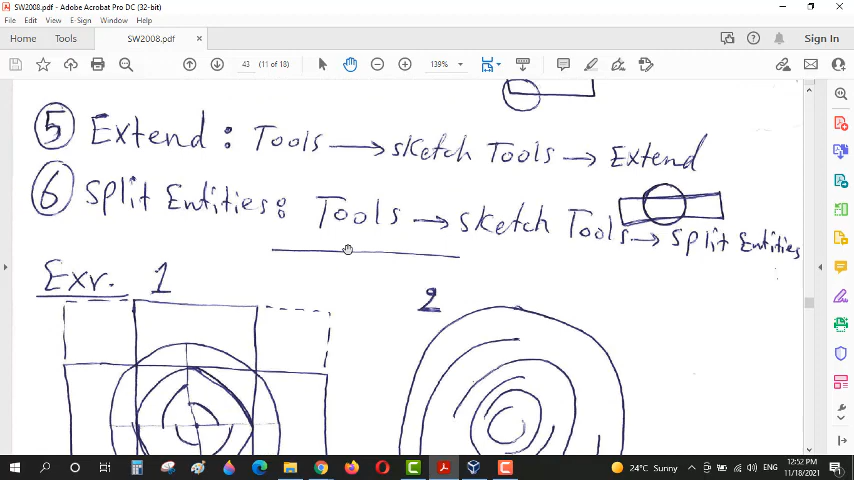 SW2008.pdf - Adobe Acrobat Pro DC (32-bit)
File Edit View E-Sign Window Help
Home Tools SW2008.pdf × Sign In
43 (11 of 18) 139%
5 Extend : Tools → sketch Tools → Extend
6 Split Entities: Tools → sketch Tools → split Entities
Exr. 1
2
24°C Sunny ENG 12:52 PM
11/18/2021